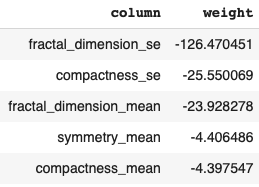 column weight
fractal_dimension_se -126.470451
compactness_se -25.550069
fractal_dimension_mean -23.928278
symmetry_mean -4.406486
compactness_mean -4.397547